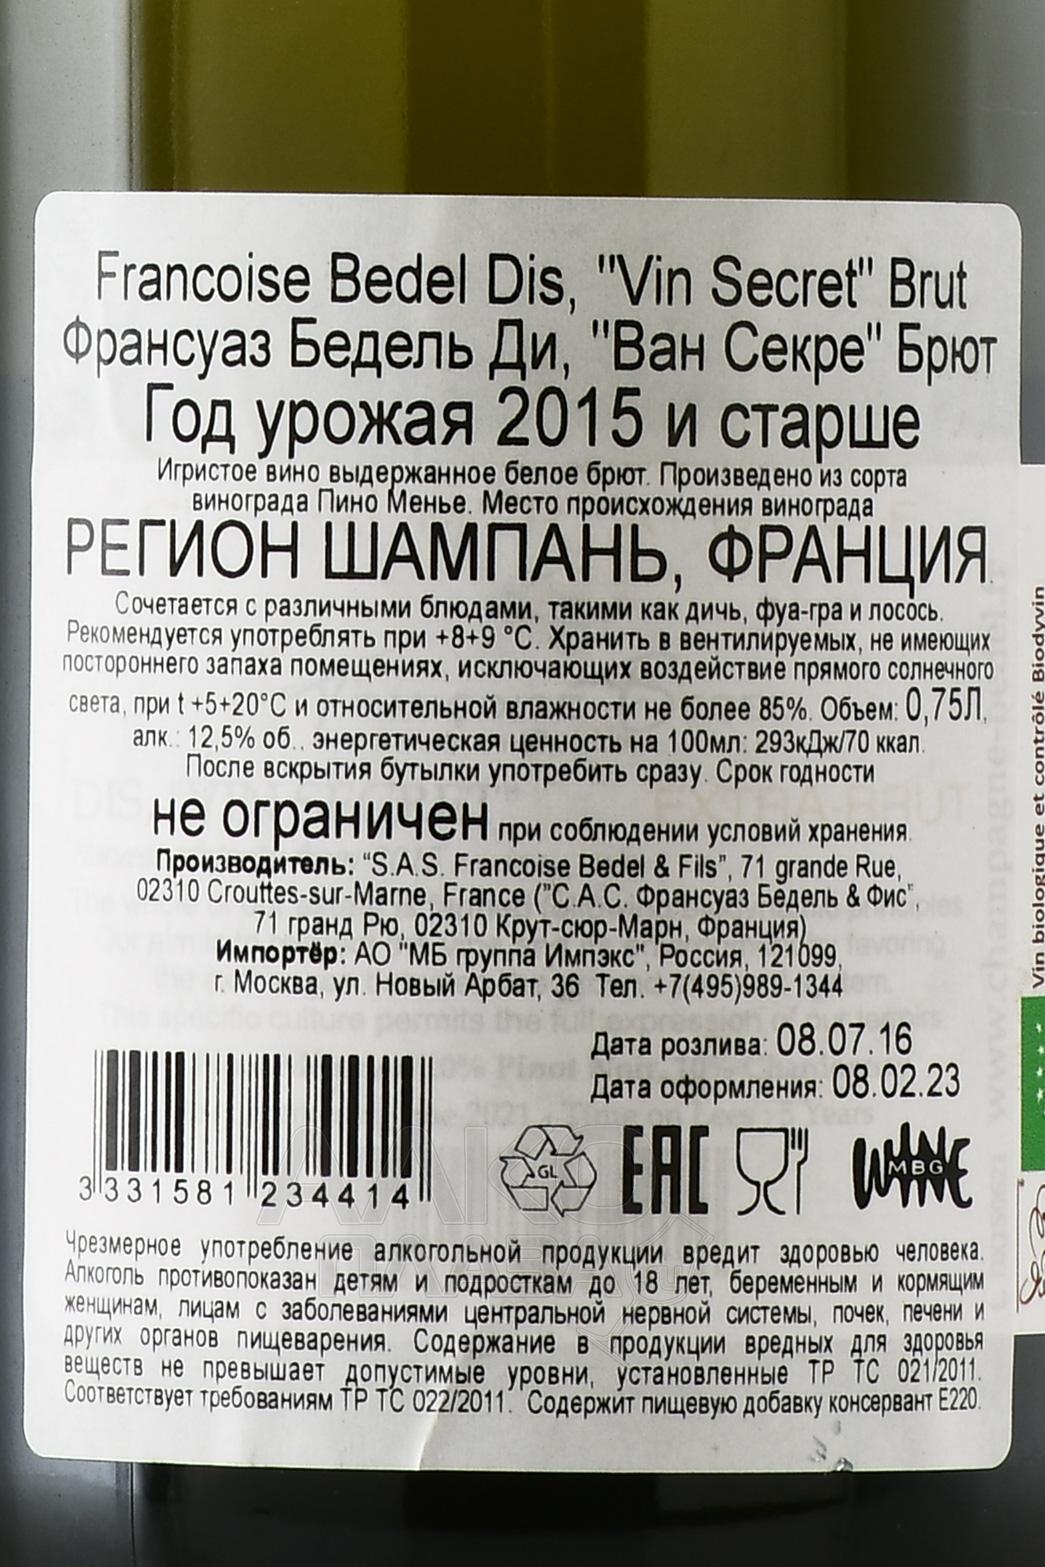 Francoise Bedel Dis, "Vin Secret" Brut
Франсуаз Бедель Ди, "Ван Секре" Брют
Год урожая 2015 и старше
Игристое вино выдержанное белое брют. Произведено из сорта
винограда Пино Менье. Место происхождения винограда
РЕГИОН ШАМПАНЬ, ФРАНЦИЯ.
Сочетается с различными блюдами, такими как дичь, фуа-гра и лосось.
Рекомендуется употреблять при +8+9 °C. Хранить в вентилируемых, не имеющих
постороннего запаха помещениях, исключающих воздействие прямого солнечного
света, при t +5+20°C и относительной влажности не более 85%. Объем: 0,75Л,
алк.: 12,5% об., энергетическая ценность на 100мл: 293кДж/70 ккал.
После вскрытия бутылки употребить сразу. Срок годности
не ограничен при соблюдении условий хранения.
Производитель: “S.A.S. Francoise Bedel & Fils”, 71 grande Rue,
02310 Crouttes-sur-Marne, France ("С.А.С. Франсуаз Бедель & Фис",
71 гранд Рю, 02310 Крут-сюр-Марн, Франция)
Импортёр: АО "МБ группа Импэкс", Россия, 121099,
г. Москва, ул. Новый Арбат, 36 Тел. +7(495)989-1344
Дата розлива: 08.07.16
Дата оформления: 08.02.23
3 331581 234414
GL
EAC
WINE
MBG
Чрезмерное употребление алкогольной продукции вредит здоровью человека.
Алкоголь противопоказан детям и подросткам до 18 лет, беременным и кормящим
женщинам, лицам с заболеваниями центральной нервной системы, почек, печени и
других органов пищеварения. Содержание в продукции вредных для здоровья
веществ не превышает допустимые уровни, установленные ТР ТС 021/2011.
Соответствует требованиям ТР ТС 022/2011. Содержит пищевую добавку консервант Е220.
Vin biologique et contrôlé Biodyvin